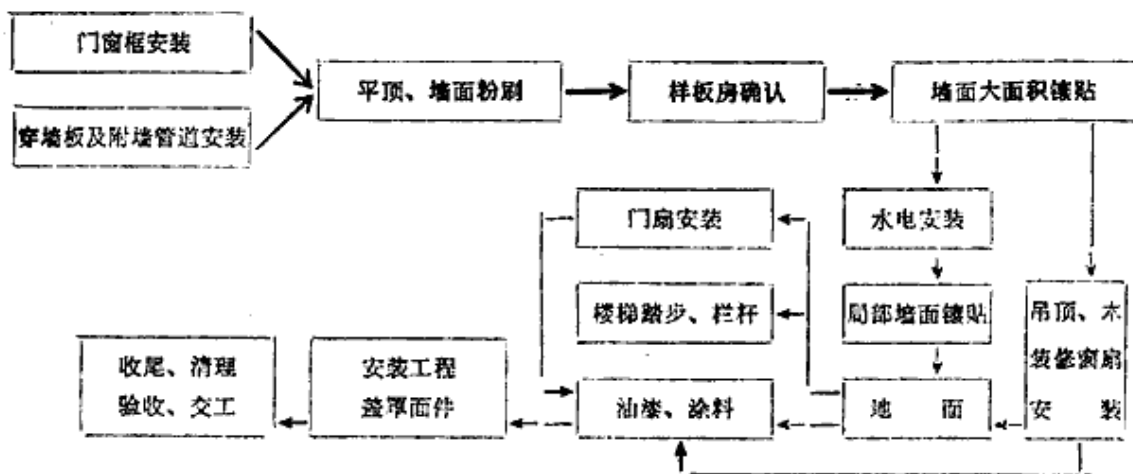 门窗框安装
穿墙板及附墙管道安装
平顶、墙面粉刷
样板房确认
墙面大面积镶贴
门扇安装
水电安装
楼梯踏步、栏杆
局部墙面镶贴
吊顶、木
装修窗扇
安装
收尾、清理
验收、交工
安装工程
盖罩面件
油漆、涂料
地面